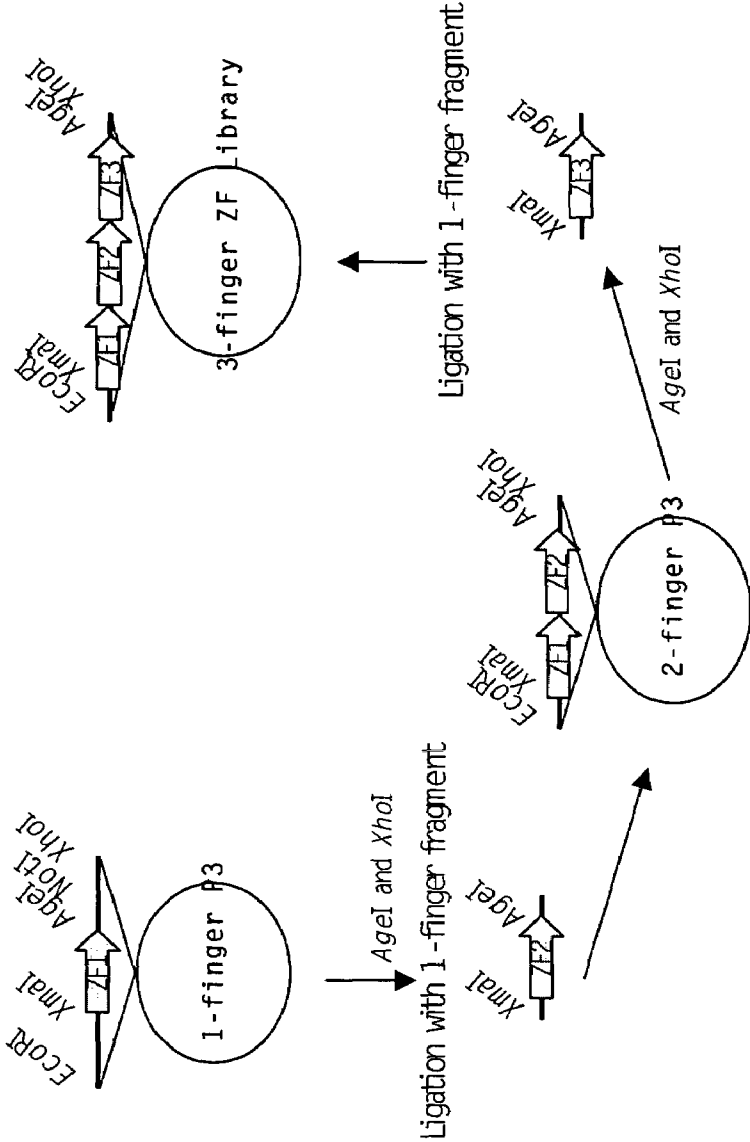 EcoRI
XmaI
AgeI
NotI
XhoI
ZF1
1-finger P3
AgeI and XhoI
Ligation with 1-finger fragment
XmaI
AgeI
ZF2
EcoRI
XmaI
AgeI
XhoI
ZF1
ZF2
2-finger P3
AgeI and XhoI
XmaI
AgeI
ZF3
Ligation with 1-finger fragment
EcoRI
XmaI
AgeI
XhoI
ZF1
ZF2
ZF3
3-finger ZF Library